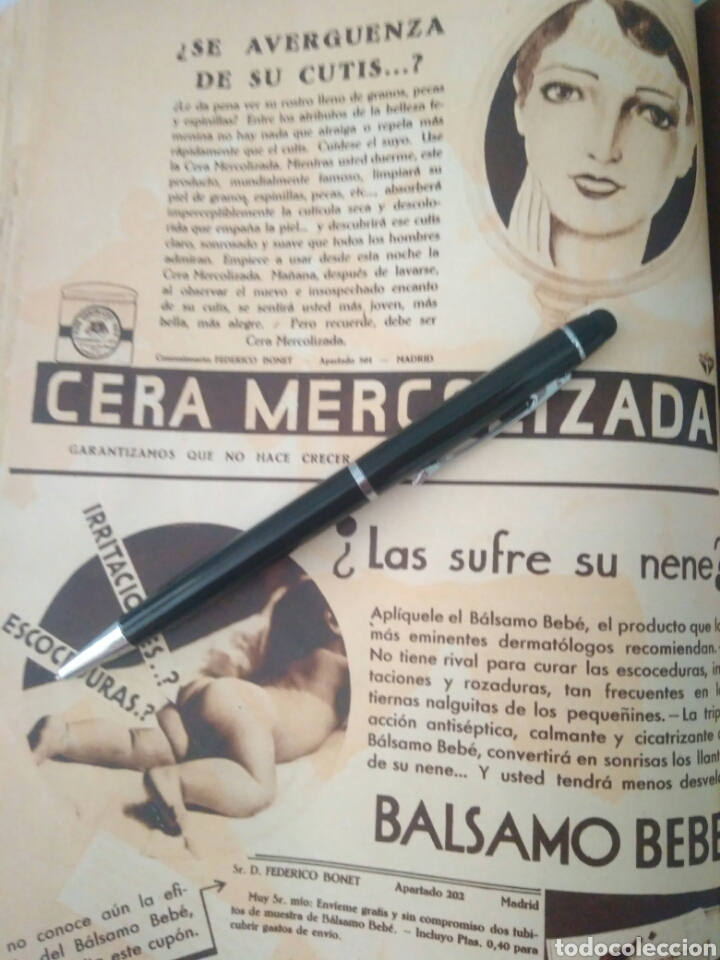 ¿SE AVERGUENZA
DE SU CUTIS...?
¿Le da pena ver su rostro lleno de granos, pecas
y espinillas? Entre los atributos de la belleza fe-
menina no hay nada que atraiga o repela más
rápidamente que el cutis. Cuídese el suyo. Use
la Cera Mercolizada. Mientras usted duerme, este
producto, mundialmente famoso, limpiará su
piel de granos, espinillas, pecas, etc., absorberá
imperceptiblemente la cutícula seca y descolo-
rida que empaña la piel... y descubrirá ese cutis
claro, sonrosado y suave que todos los hombres
admiran. Empiece a usar desde esta noche la
Cera Mercolizada. Mañana, después de lavarse,
al observar el nuevo e insospechado encanto
de su cutis, se sentirá usted más joven, más
bella, más alegre. Pero recuerde, debe ser
Cera Mercolizada.
Concesionario: FEDERICO BONET - Apartado 501 - MADRID
CERA MERCOLIZADA
GARANTIZAMOS QUE NO HACE CRECER
IRRITACIONES..?
ESCOCEDURAS.?
¿Las sufre su nene?
Aplíquele el Bálsamo Bebé, el producto que lo
más eminentes dermatólogos recomiendan.-
No tiene rival para curar las escoceduras, irri
taciones y rozaduras, tan frecuentes en l
tiernas nalguitas de los pequeñines.-La trip
acción antiséptica, calmante y cicatrizante d
Bálsamo Bebé, convertirá en sonrisas los llant
de su nene... Y usted tendrá menos desvel
BALSAMO BEBE
Sr. D. FEDERICO BONET Apartado 202 Madrid
Muy Sr. mío: Envíeme gratis y sin compromiso dos tubi-
tos de muestra de Bálsamo Bebé. - Incluyo Ptas. 0,40 para
cubrir gastos de envío.
no conoce aún la efi-
del Bálsamo Bebé,
este cupón.
todocoleccion